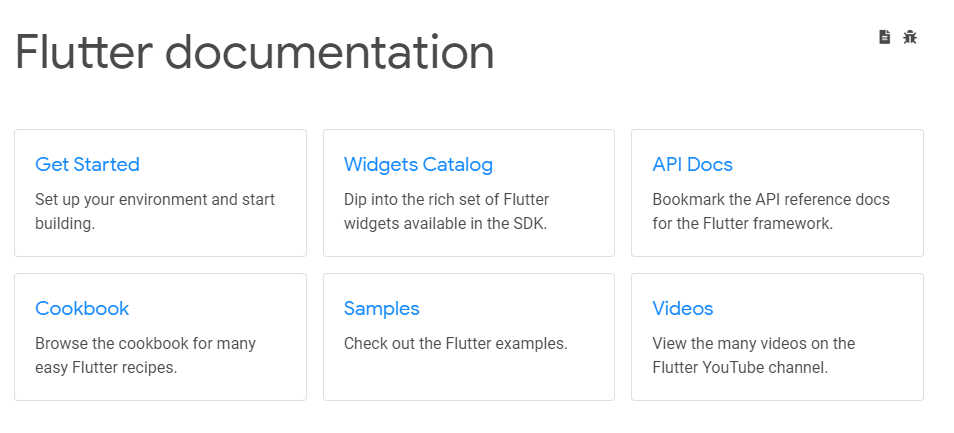 Flutter documentation
Get Started
Set up your environment and start
building.
Widgets Catalog
Dip into the rich set of Flutter
widgets available in the SDK.
API Docs
Bookmark the API reference docs
for the Flutter framework.
Cookbook
Browse the cookbook for many
easy Flutter recipes.
Samples
Check out the Flutter examples.
Videos
View the many videos on the
Flutter YouTube channel.